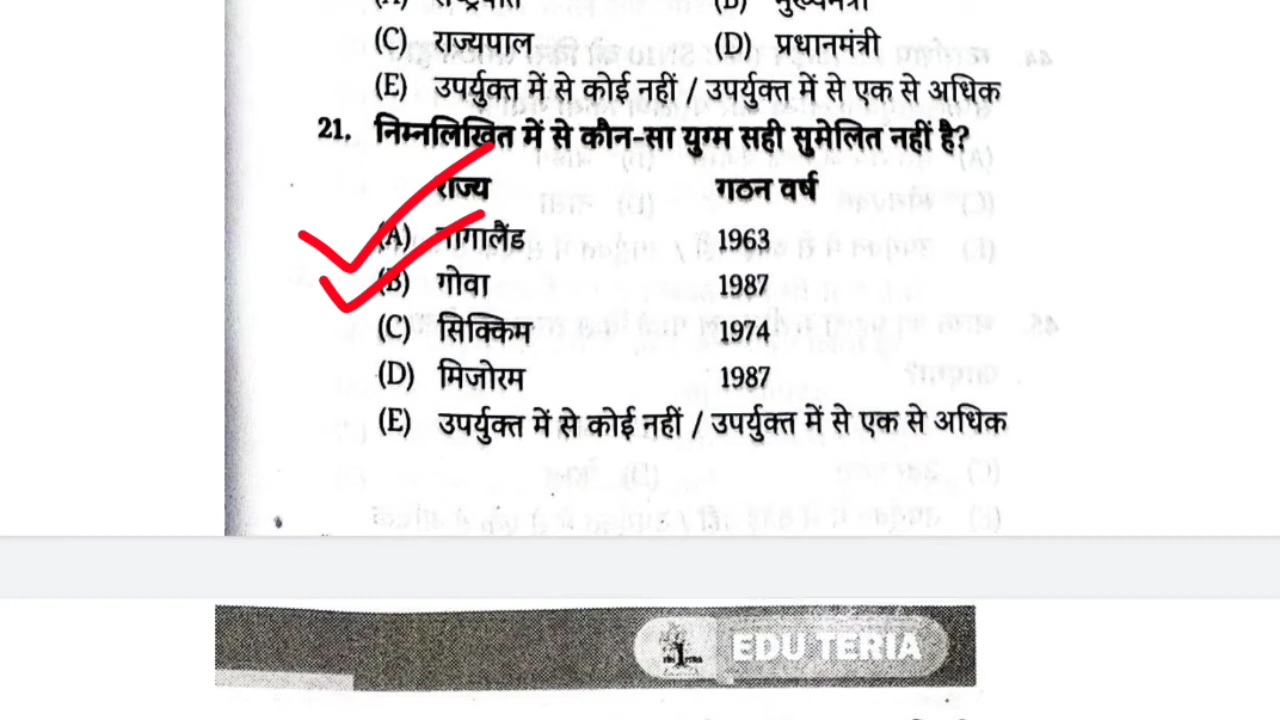 (C) राज्यपाल (D) प्रधानमंत्री
(E) उपर्युक्त में से कोई नहीं / उपर्युक्त में से एक से अधिक
21. निम्नलिखित में से कौन-सा युग्म सही सुमेलित नहीं है?
राज्य गठन वर्ष
(A) नागालैंड 1963
(B) गोवा 1987
(C) सिक्किम 1974
(D) मिजोरम 1987
(E) उपर्युक्त में से कोई नहीं / उपर्युक्त में से एक से अधिक
EDU TERIA